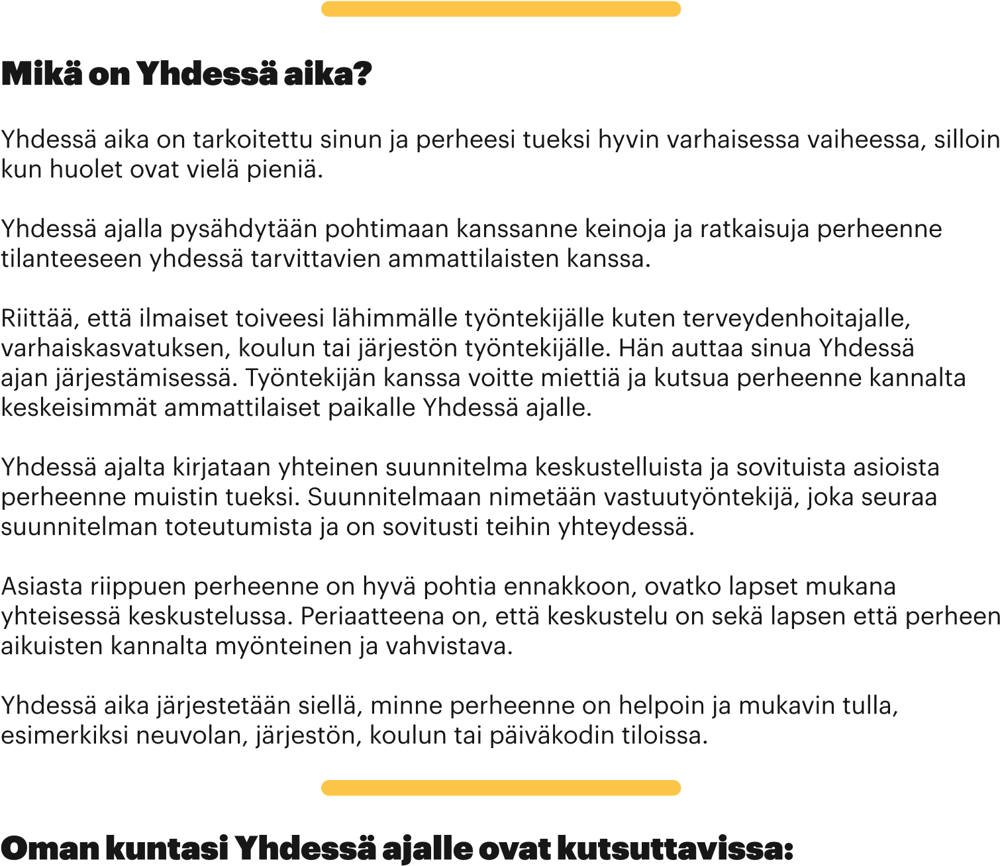 Mikä on Yhdessä aika?
Yhdessä aika on tarkoitettu sinun ja perheesi tueksi hyvin varhaisessa vaiheessa, silloin
kun huolet ovat vielä pieniä.
Yhdessä ajalla pysähdytään pohtimaan kanssanne keinoja ja ratkaisuja perheenne
tilanteeseen yhdessä tarvittavien ammattilaisten kanssa.
Riittää, että ilmaiset toiveesi lähimmälle työntekijälle kuten terveydenhoitajalle,
varhaiskasvatuksen, koulun tai järjestön työntekijälle. Hän auttaa sinua Yhdessä
ajan järjestämisessä. Työntekijän kanssa voitte miettiä ja kutsua perheenne kannalta
keskeisimmät ammattilaiset paikalle Yhdessä ajalle.
Yhdessä ajalta kirjataan yhteinen suunnitelma keskustelluista ja sovituista asioista
perheenne muistin tueksi. Suunnitelmaan nimetään vastuutyöntekijä, joka seuraa
suunnitelman toteutumista ja on sovitusti teihin yhteydessä.
Asiasta riippuen perheenne on hyvä pohtia ennakkoon, ovatko lapset mukana
yhteisessä keskustelussa. Periaatteena on, että keskustelu on sekä lapsen että perheen
aikuisten kannalta myönteinen ja vahvistava.
Yhdessä aika järjestetään siellä, minne perheenne on helpoin ja mukavin tulla,
esimerkiksi neuvolan, järjestön, koulun tai päiväkodin tiloissa.
Oman kuntasi Yhdessä ajalle ovat kutsuttavissa: